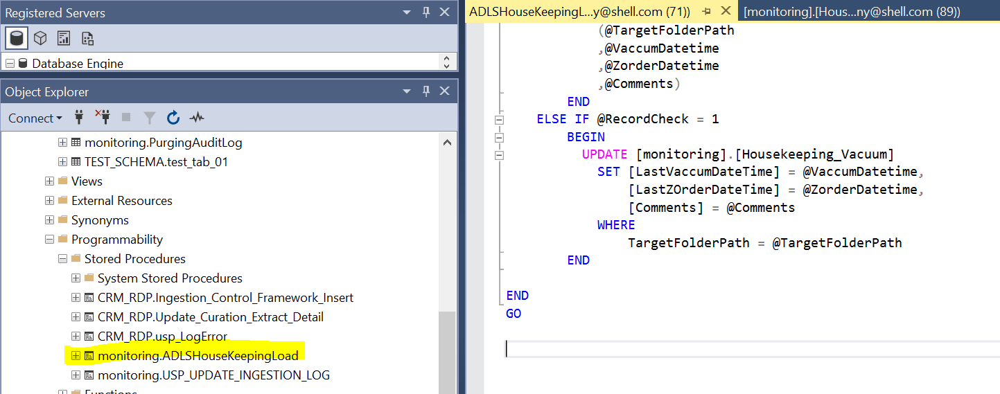 Registered Servers
Database Engine
Object Explorer
Connect
monitoring.PurgingAuditLog
TEST_SCHEMA.test_tab_01
Views
External Resources
Synonyms
Programmability
Stored Procedures
System Stored Procedures
CRM_RDP.Ingestion_Control_Framework_Insert
CRM_RDP.Update_Curation_Extract_Detail
CRM_RDP.usp_LogError
monitoring.ADLSHouseKeepingLoad
monitoring.USP_UPDATE_INGESTION_LOG
Functions
ADLSHouseKeepingL...y@shell.com (71))
[monitoring].[Hous...ny@shell.com (89))
(@TargetFolderPath
,@VaccumDatetime
,@ZorderDatetime
,@Comments)
END
ELSE IF @RecordCheck = 1
BEGIN
UPDATE [monitoring].[Housekeeping_Vacuum]
SET [LastVaccumDateTime] = @VaccumDatetime,
[LastZOrderDateTime] = @ZorderDatetime,
[Comments] = @Comments
WHERE
TargetFolderPath = @TargetFolderPath
END
END
GO